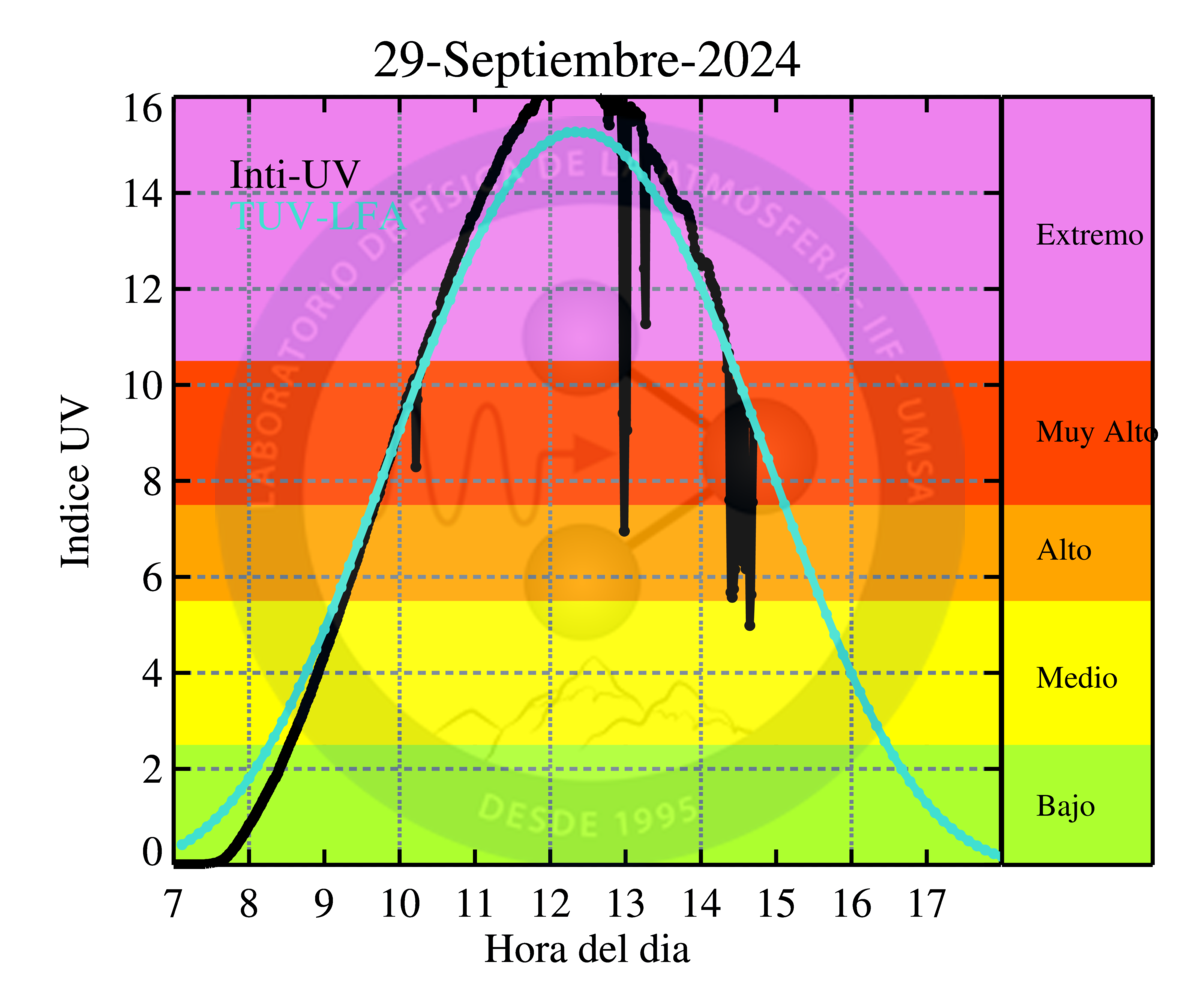 29-Septiembre-2024
Inti-UV
TUV-LFA
LABORATORIO DE FÍSICA DE LA ATMÓSFERA - IIF - UMSA
DESDE 1995
Indice UV
16
14
12
10
8
6
4
2
0
7 8 9 10 11 12 13 14 15 16 17
Hora del dia
Extremo
Muy Alto
Alto
Medio
Bajo